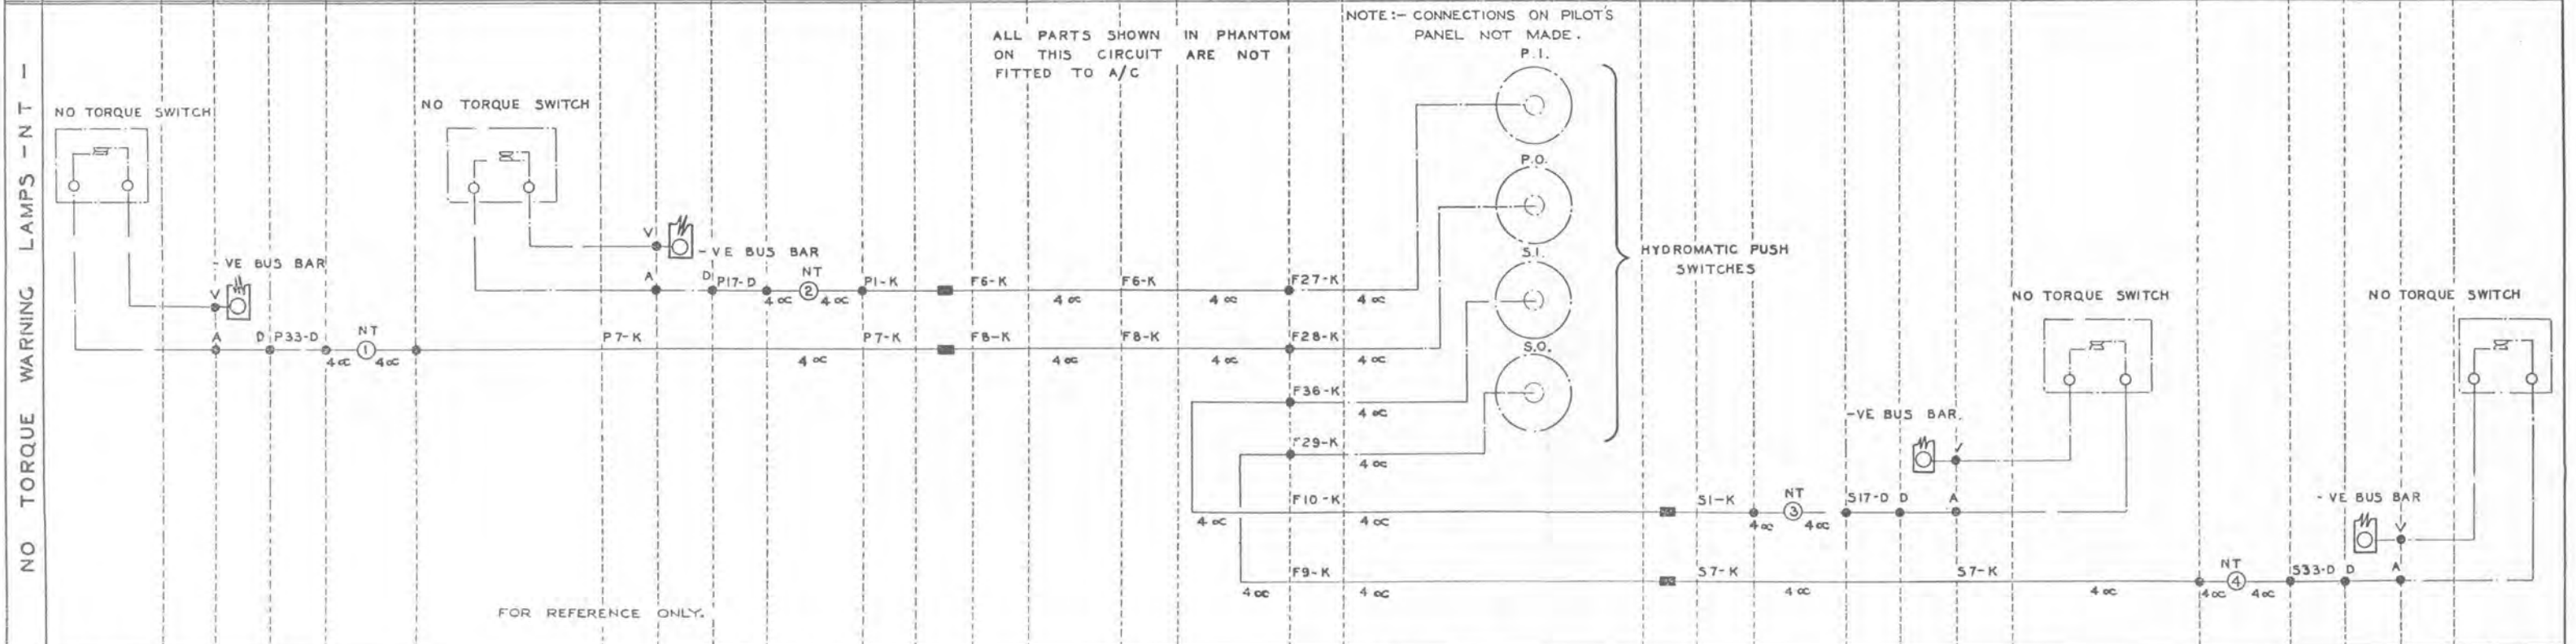 NO TORQUE WARNING LAMPS - NT -
ALL PARTS SHOWN IN PHANTOM
ON THIS CIRCUIT ARE NOT
FITTED TO A/C
NOTE:- CONNECTIONS ON PILOT'S
PANEL NOT MADE.
P.I.
P.O.
S.I.
S.O.
HYDROMATIC PUSH
SWITCHES
NO TORQUE SWITCH
-VE BUS BAR
V
A
D
P33-D
4∝
NT
1
4∝
P7-K
4∝
P7-K
F8-K
4∝
F8-K
4∝
F28-K
4∝
NO TORQUE SWITCH
V
-VE BUS BAR
A
D
P17-D
4∝
NT
2
4∝
P1-K
F6-K
4∝
F6-K
4∝
F27-K
4∝
F36-K
4∝
F29-K
4∝
4∝
F10-K
4∝
S1-K
4∝
NT
3
4∝
S17-D
D
A
-VE BUS BAR.
V
NO TORQUE SWITCH
4∝
F9-K
4∝
S7-K
4∝
S7-K
4∝
4∝
NT
4
4∝
S33-D
D
A
-VE BUS BAR
V
NO TORQUE SWITCH
FOR REFERENCE ONLY.